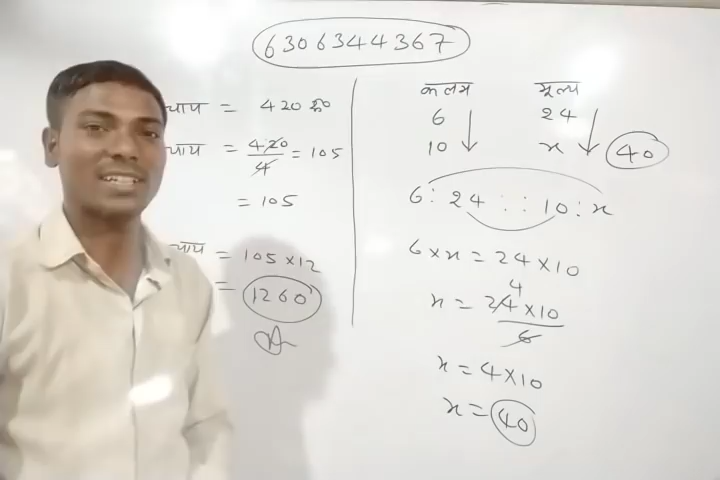 6306344367
चाप = 420 रू०
चाप = 420/4 = 105
= 105
चाप = 105 × 12
= 1260
कलम मूल्य
6 24
10 x 40
6 : 24 :: 10 : x
6 × x = 24 × 10
4
x = 24 × 10
6
x = 4 × 10
x = 40